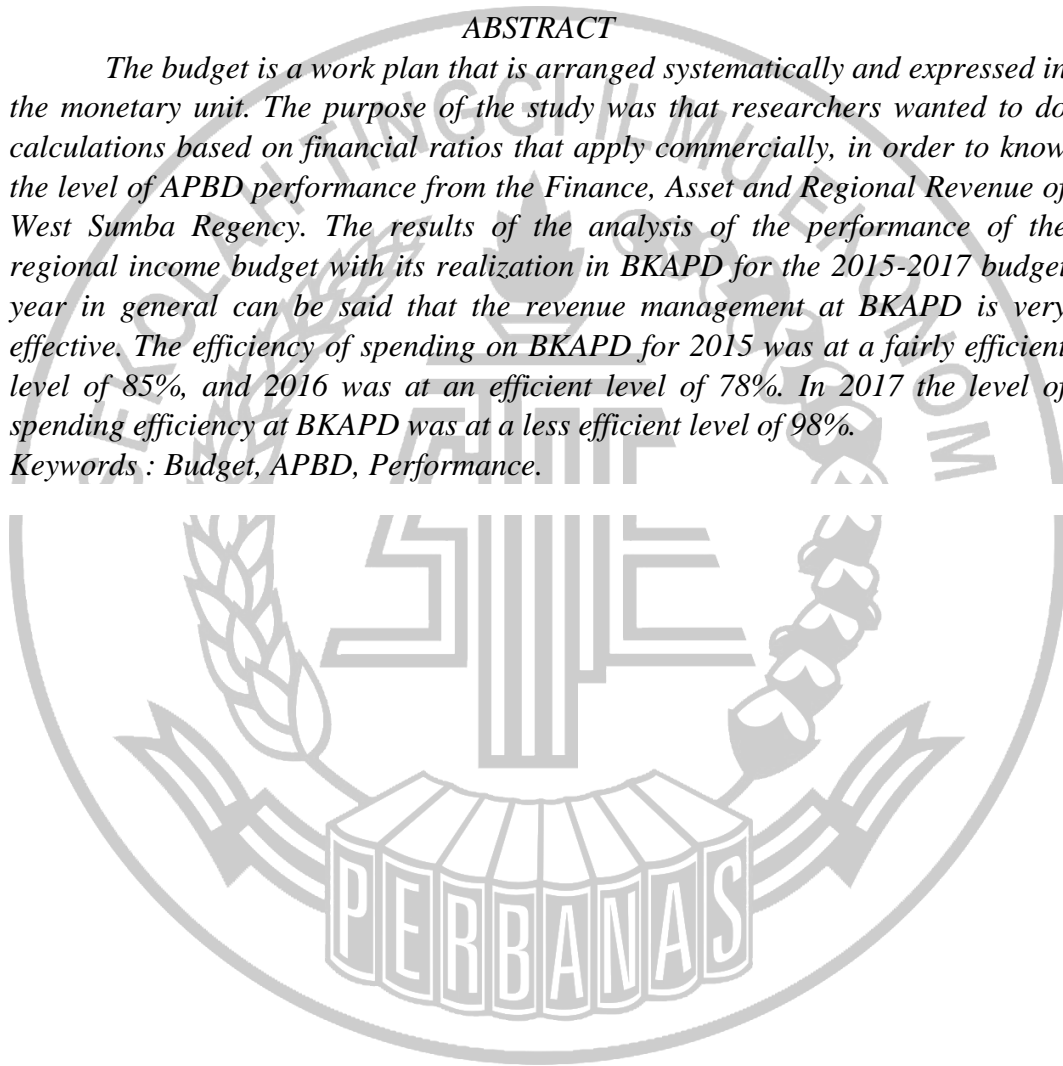 ABSTRACT
The budget is a work plan that is arranged systematically and expressed in
the monetary unit. The purpose of the study was that researchers wanted to do
calculations based on financial ratios that apply commercially, in order to know
the level of APBD performance from the Finance, Asset and Regional Revenue of
West Sumba Regency. The results of the analysis of the performance of the
regional income budget with its realization in BKAPD for the 2015-2017 budget
year in general can be said that the revenue management at BKAPD is very
effective. The efficiency of spending on BKAPD for 2015 was at a fairly efficient
level of 85%, and 2016 was at an efficient level of 78%. In 2017 the level of
spending efficiency at BKAPD was at a less efficient level of 98%.
Keywords : Budget, APBD, Performance.
SEKOLAH TINGGI ILMU EKONOM
PERBANAS